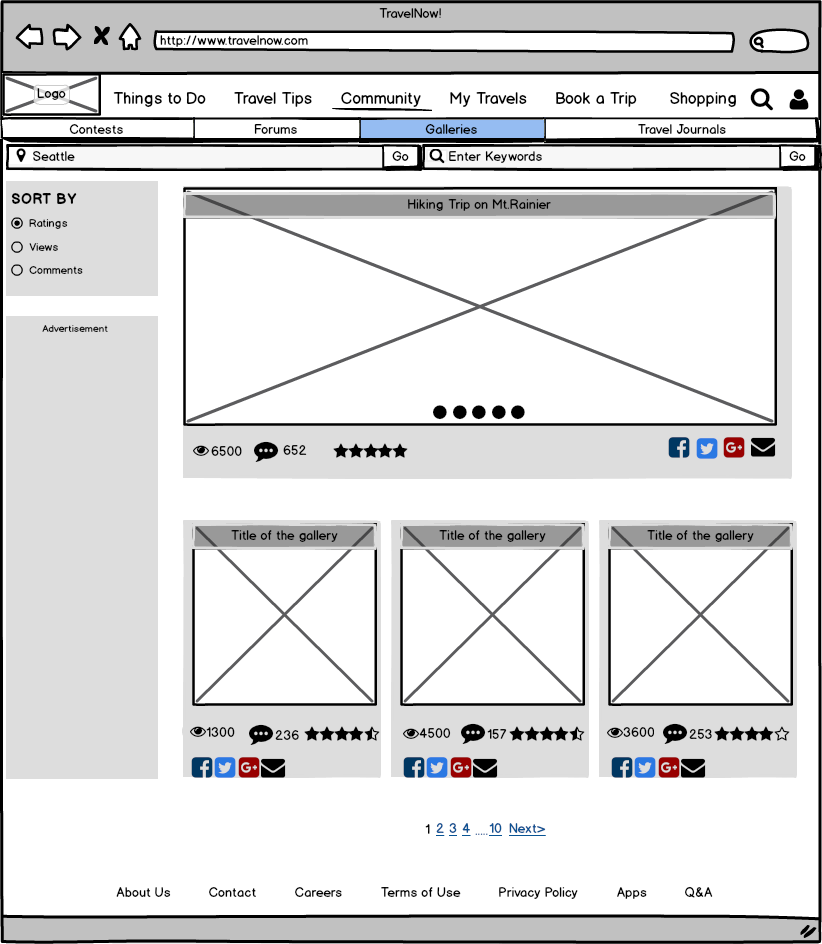 TravelNow!
http://www.travelnow.com
Logo
Things to Do Travel Tips Community My Travels Book a Trip Shopping
Contests Forums Galleries Travel Journals
Seattle Go Enter Keywords Go
SORT BY
Ratings
Views
Comments
Advertisement
Hiking Trip on Mt.Rainier
6500 652
Title of the gallery Title of the gallery Title of the gallery
1300 236 4500 157 3600 253
1 2 3 4 .....10 Next>
About Us Contact Careers Terms of Use Privacy Policy Apps Q&A